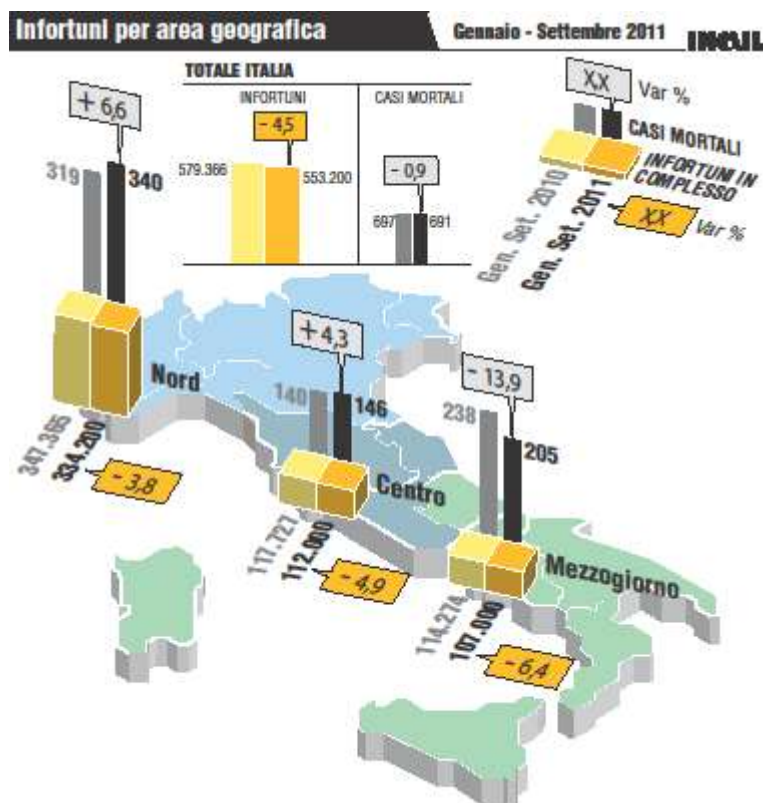 Infortuni per area geografica
Gennaio - Settembre 2011
INAIL
TOTALE ITALIA
INFORTUNI
CASI MORTALI
- 4,5
579.366
553.200
- 0,9
697
691
X,X Var %
CASI MORTALI
INFORTUNI IN
COMPLESSO
Gen. Set. 2010
Gen. Set. 2011
X,X Var %
+ 6,6
319
340
Nord
347.365
334.200
- 3,8
+ 4,3
140
146
Centro
117.727
112.000
- 4,9
- 13,9
238
205
Mezzogiorno
114.274
107.000
- 6,4